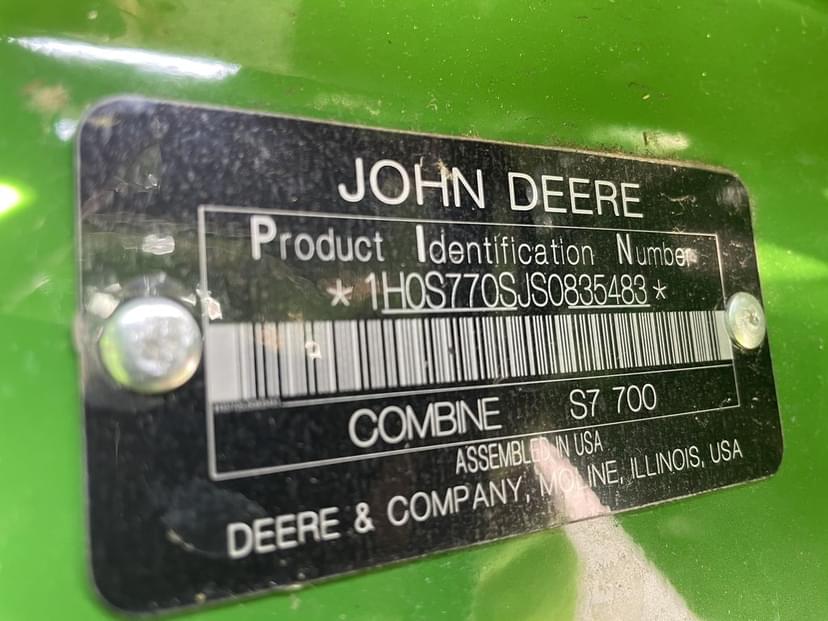 JOHN DEERE
Product Identification Number
*1H0S770SJS0835483*
COMBINE S7 700
ASSEMBLED IN USA
DEERE & COMPANY, MOLINE, ILLINOIS, USA